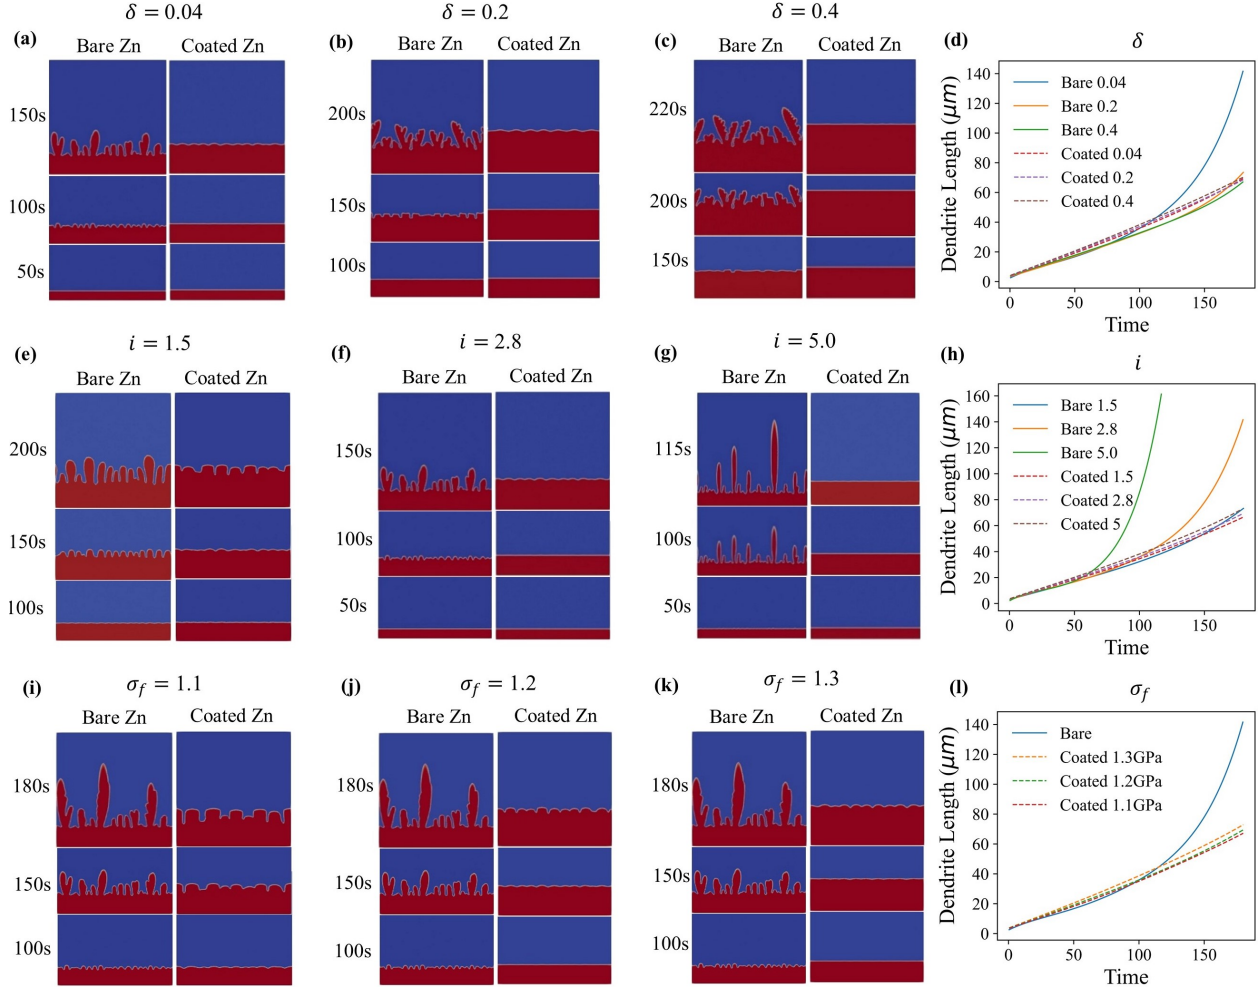 δ = 0.04
(a)
Bare Zn Coated Zn
150s
100s
50s
δ = 0.2
(b)
Bare Zn Coated Zn
200s
150s
100s
δ = 0.4
(c)
Bare Zn Coated Zn
220s
200s
150s
(d)
δ
Bare 0.04
Bare 0.2
Bare 0.4
Coated 0.04
Coated 0.2
Coated 0.4
Dendrite Length (μm)
140
120
100
80
60
40
20
0
0 50 100 150
Time
i = 1.5
(e)
Bare Zn Coated Zn
200s
150s
100s
i = 2.8
(f)
Bare Zn Coated Zn
150s
100s
50s
i = 5.0
(g)
Bare Zn Coated Zn
115s
100s
50s
(h)
i
Bare 1.5
Bare 2.8
Bare 5.0
Coated 1.5
Coated 2.8
Coated 5
Dendrite Length (μm)
160
140
120
100
80
60
40
20
0
0 50 100 150
Time
σf = 1.1
(i)
Bare Zn Coated Zn
180s
150s
100s
σf = 1.2
(j)
Bare Zn Coated Zn
180s
150s
100s
σf = 1.3
(k)
Bare Zn Coated Zn
180s
150s
100s
(l)
σf
Bare
Coated 1.3GPa
Coated 1.2GPa
Coated 1.1GPa
Dendrite Length (μm)
140
120
100
80
60
40
20
0
0 50 100 150
Time